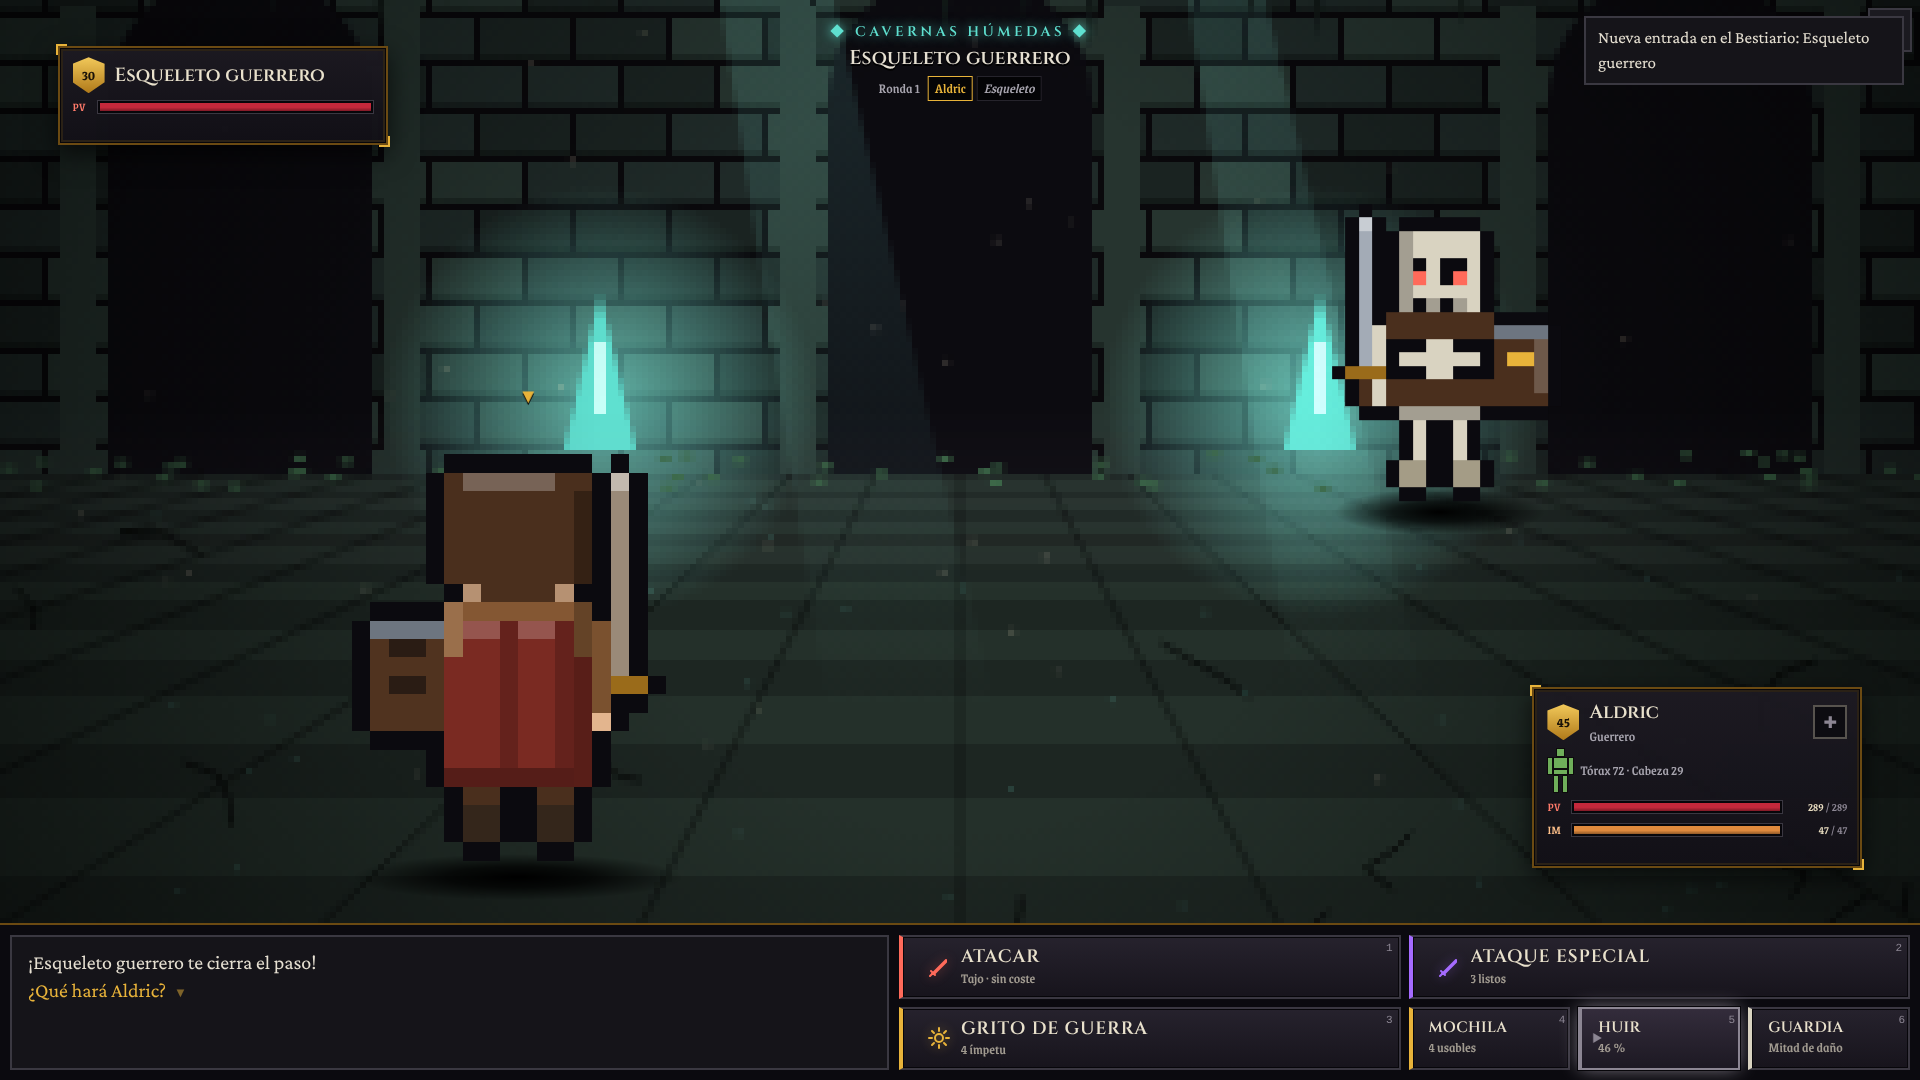 30
Esqueleto guerrero
PV
CAVERNAS HÚMEDAS
Esqueleto guerrero
Ronda 1 Aldric Esqueleto
Nueva entrada en el Bestiario: Esqueleto
guerrero
45
Aldric
Guerrero
Tórax 72 · Cabeza 29
PV 289 / 289
IM 47 / 47
¡Esqueleto guerrero te cierra el paso!
¿Qué hará Aldric?
ATACAR 1
Tajo · sin coste
ATAQUE ESPECIAL 2
3 listos
GRITO DE GUERRA 3
4 ímpetu
MOCHILA 4
4 usables
HUIR 5
46 %
GUARDIA 6
Mitad de daño